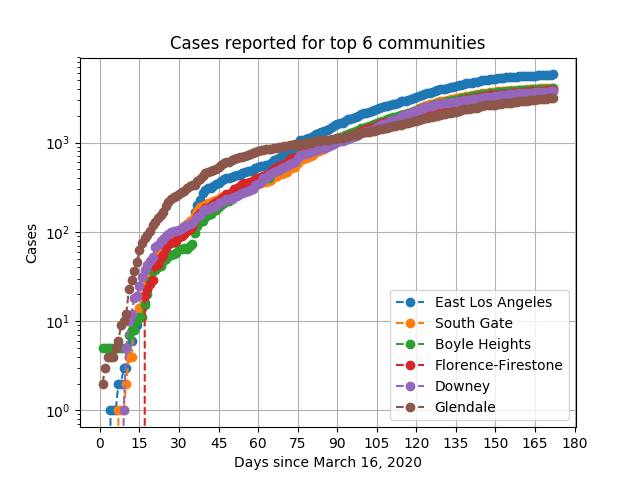 Cases reported for top 6 communities
Cases
10³
10²
10¹
10⁰
East Los Angeles
South Gate
Boyle Heights
Florence-Firestone
Downey
Glendale
0 15 30 45 60 75 90 105 120 135 150 165 180
Days since March 16, 2020